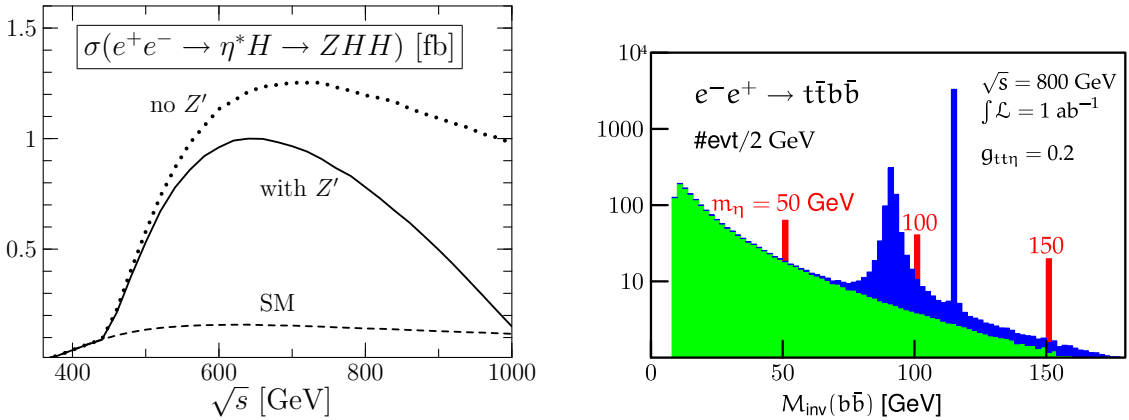 σ(e⁺e⁻ → η*H → ZHH) [fb]
no Z′
with Z′
SM
1.5
1
0.5
400 600 800 1000
√s [GeV]
e⁻e⁺ → tt̄bb̄
#evt/2 GeV
√s = 800 GeV
∫ℒ = 1 ab⁻¹
g_ttη = 0.2
m_η = 50 GeV
100
150
10⁴
1000
100
10
0 50 100 150
M_inv(bb̄) [GeV]